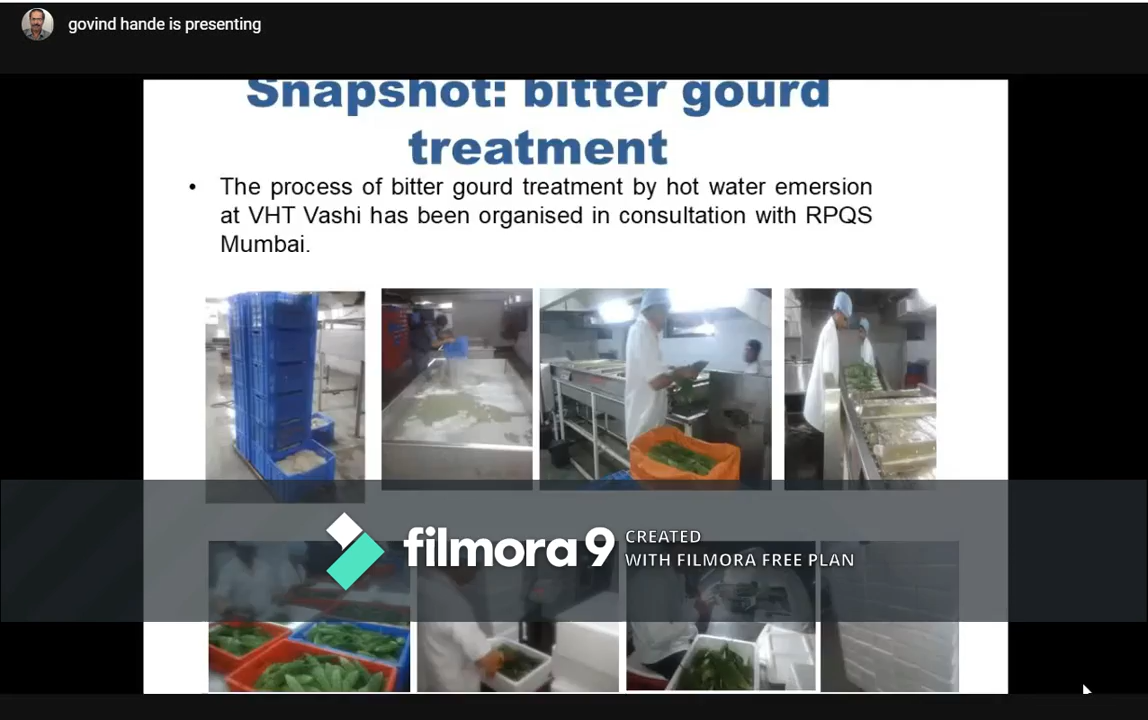 govind hande is presenting
Snapshot: bitter gourd
treatment
• The process of bitter gourd treatment by hot water emersion
at VHT Vashi has been organised in consultation with RPQS
Mumbai.
filmora9 CREATED
WITH FILMORA FREE PLAN